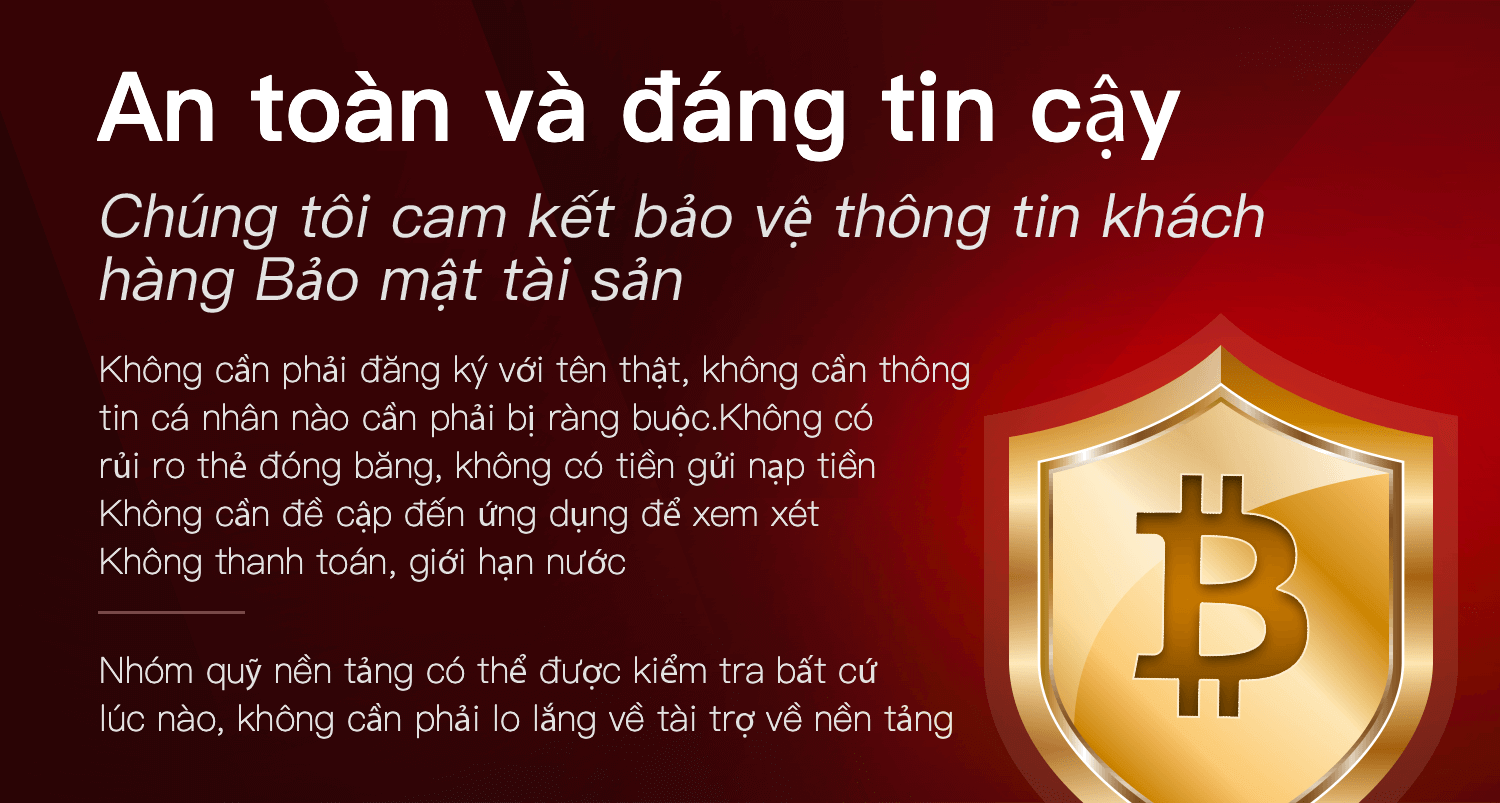 An toàn và đáng tin cậy
Chúng tôi cam kết bảo vệ thông tin khách
hàng Bảo mật tài sản
Không cần phải đăng ký với tên thật, không cần thông
tin cá nhân nào cần phải bị ràng buộc.Không có
rủi ro thẻ đóng băng, không có tiền gửi nạp tiền
Không cần đề cập đến ứng dụng để xem xét
Không thanh toán, giới hạn nước
Nhóm quỹ nền tảng có thể được kiểm tra bất cứ
lúc nào, không cần phải lo lắng về tài trợ về nền tảng